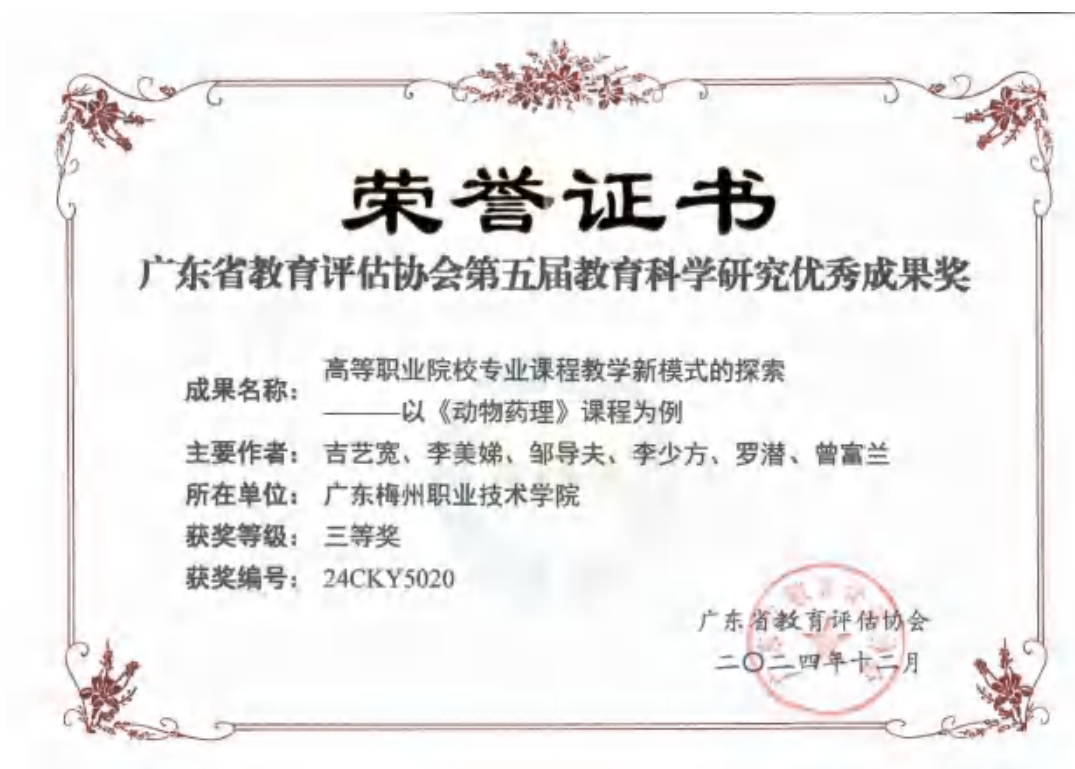 荣誉证书
广东省教育评估协会第五届教育科学研究优秀成果奖
成果名称：
高等职业院校专业课程教学新模式的探索
———以《动物药理》课程为例
主要作者：吉艺宽、李美娣、邹导夫、李少方、罗潜、曾富兰
所在单位：广东梅州职业技术学院
获奖等级：三等奖
获奖编号：24CKY5020
广东省教育评估协会
二〇二四年十二月